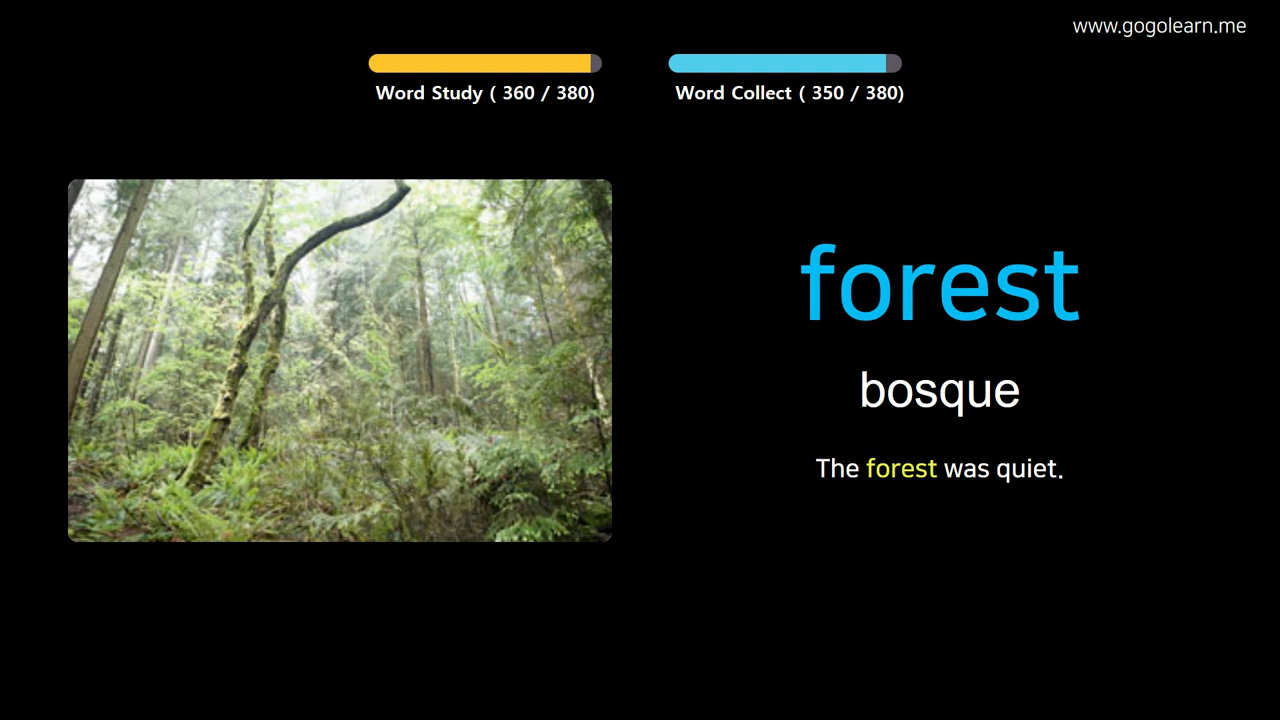 www.gogolearn.me
Word Study ( 360 / 380)
Word Collect ( 350 / 380)
forest
bosque
The forest was quiet.